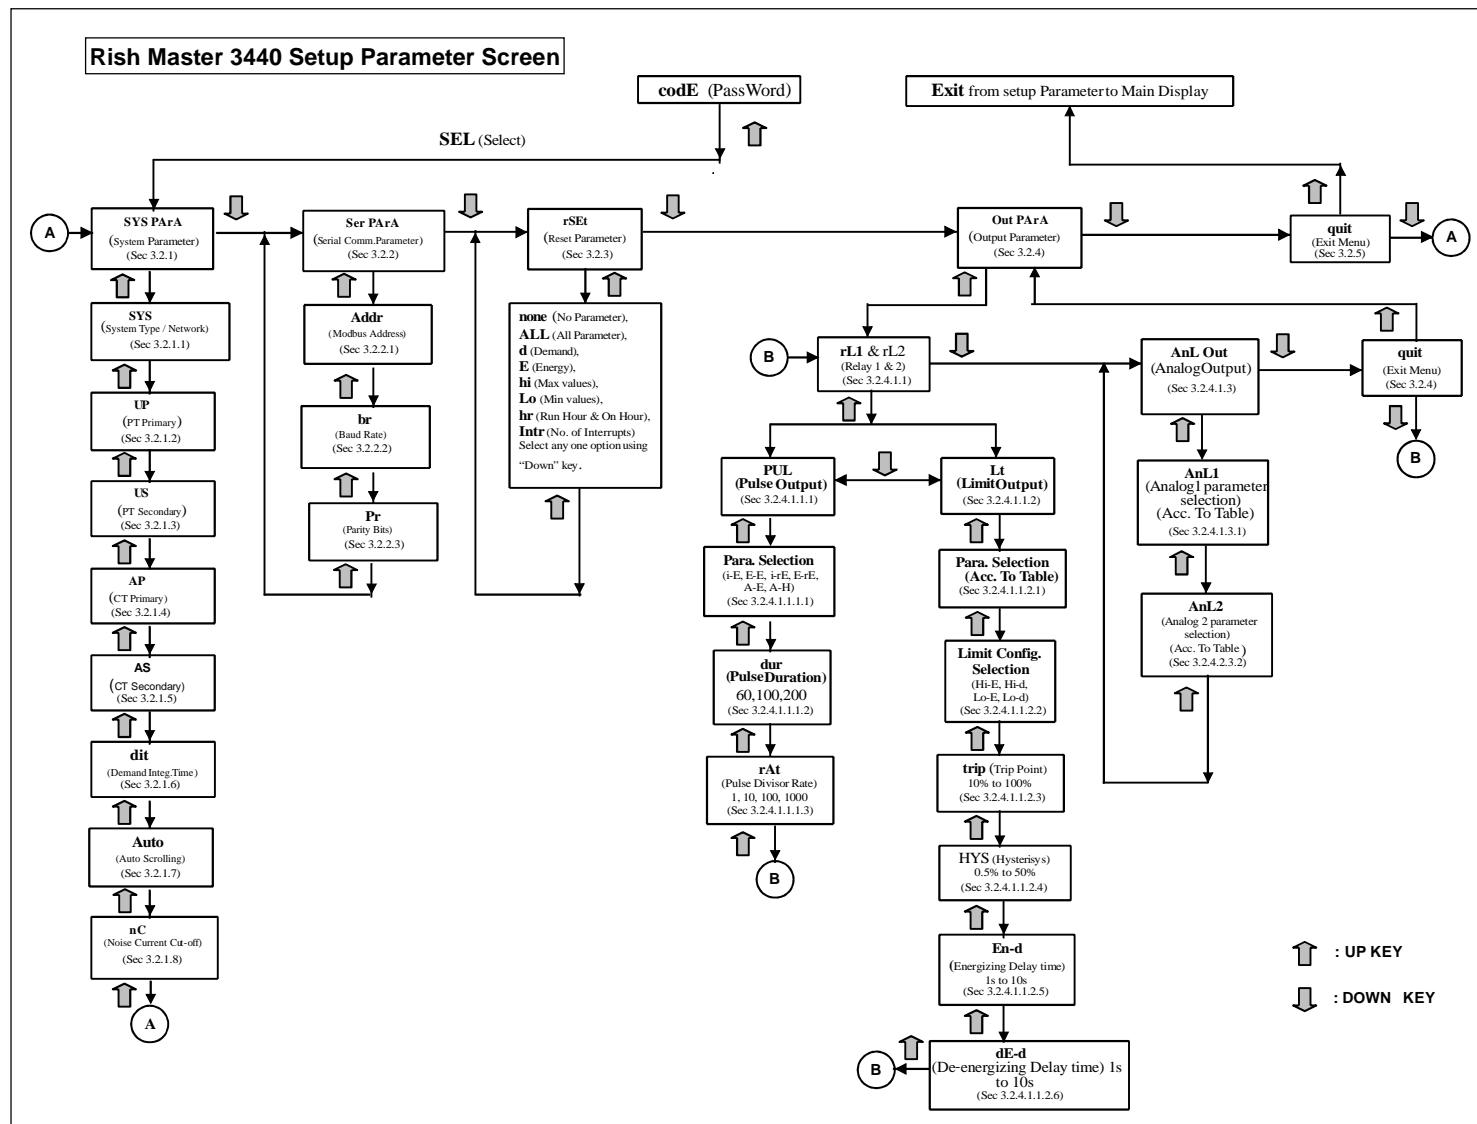 Rish Master 3440 Setup Parameter Screen
codE (PassWord)
Exit from setup Parameter to Main Display
SEL (Select)
A
SYS PArA
(System Parameter)
(Sec 3.2.1)
Ser PArA
(Serial Comm.Parameter)
(Sec 3.2.2)
rSEt
(Reset Parameter)
(Sec 3.2.3)
Out PArA
(Output Parameter)
(Sec 3.2.4)
quit
(Exit Menu)
(Sec 3.2.5)
A
SYS
(System Type / Network)
(Sec 3.2.1.1)
UP
(PT Primary)
(Sec 3.2.1.2)
US
(PT Secondary)
(Sec 3.2.1.3)
AP
(CT Primary)
(Sec 3.2.1.4)
AS
(CT Secondary)
(Sec 3.2.1.5)
dit
(Demand Integ.Time)
(Sec 3.2.1.6)
Auto
(Auto Scrolling)
(Sec 3.2.1.7)
nC
(Noise Current Cut-off)
(Sec 3.2.1.8)
A
Addr
(Modbus Address)
(Sec 3.2.2.1)
br
(Baud Rate)
(Sec 3.2.2.2)
Pr
(Parity Bits)
(Sec 3.2.2.3)
none (No Parameter),
ALL (All Parameter),
d (Demand),
E (Energy),
hi (Max values),
Lo (Min values),
hr (Run Hour & On Hour),
Intr (No. of Interrupts)
Select any one option using
“Down” key.
B
rL1 & rL2
(Relay 1 & 2)
(Sec 3.2.4.1.1)
AnL Out
(Analog Output)
(Sec 3.2.4.1.3)
quit
(Exit Menu)
(Sec 3.2.4)
B
PUL
(Pulse Output)
(Sec 3.2.4.1.1.1)
Para. Selection
(i-E, E-E, i-rE, E-rE,
A-E, A-H)
(Sec 3.2.4.1.1.1.1)
dur
(Pulse Duration)
60,100,200
(Sec 3.2.4.1.1.1.2)
rAt
(Pulse Divisor Rate)
1, 10, 100, 1000
(Sec 3.2.4.1.1.1.3)
B
Lt
(Limit Output)
(Sec 3.2.4.1.1.2)
Para. Selection
(Acc. To Table)
(Sec 3.2.4.1.1.2.1)
Limit Config.
Selection
(Hi-E, Hi-d,
Lo-E, Lo-d)
(Sec 3.2.4.1.1.2.2)
trip (Trip Point)
10% to 100%
(Sec 3.2.4.1.1.2.3)
HYS (Hysterisys)
0.5% to 50%
(Sec 3.2.4.1.1.2.4)
En-d
(Energizing Delay time)
1s to 10s
(Sec 3.2.4.1.1.2.5)
dE-d
(De-energizing Delay time) 1s
to 10s
(Sec 3.2.4.1.1.2.6)
B
AnL1
(Analog1 parameter
selection)
(Acc. To Table)
(Sec 3.2.4.1.3.1)
AnL2
(Analog 2 parameter
selection)
(Acc. To Table )
(Sec 3.2.4.2.3.2)
: UP KEY
: DOWN KEY